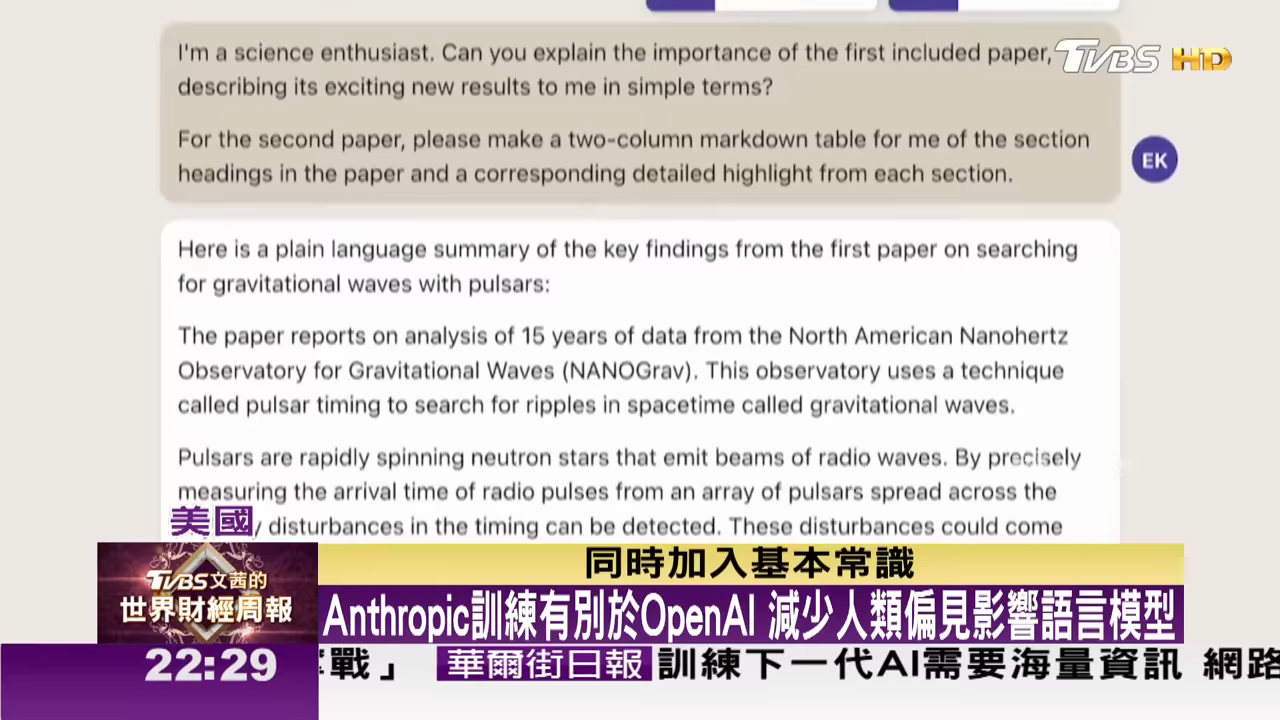 I'm a science enthusiast. Can you explain the importance of the first included paper,
describing its exciting new results to me in simple terms?
TVBS HD
For the second paper, please make a two-column markdown table for me of the section
headings in the paper and a corresponding detailed highlight from each section.
EK
Here is a plain language summary of the key findings from the first paper on searching
for gravitational waves with pulsars:
The paper reports on analysis of 15 years of data from the North American Nanohertz
Observatory for Gravitational Waves (NANOGrav). This observatory uses a technique
called pulsar timing to search for ripples in spacetime called gravitational waves.
Pulsars are rapidly spinning neutron stars that emit beams of radio waves. By precisely
measuring the arrival time of radio pulses from an array of pulsars spread across the
美國
disturbances in the timing can be detected. These disturbances could come
同時加入基本常識
TVBS文茜的
世界財經周報
Anthropic訓練有別於OpenAI 減少人類偏見影響語言模型
22:29
戰」 華爾街日報 訓練下一代AI需要海量資訊 網路